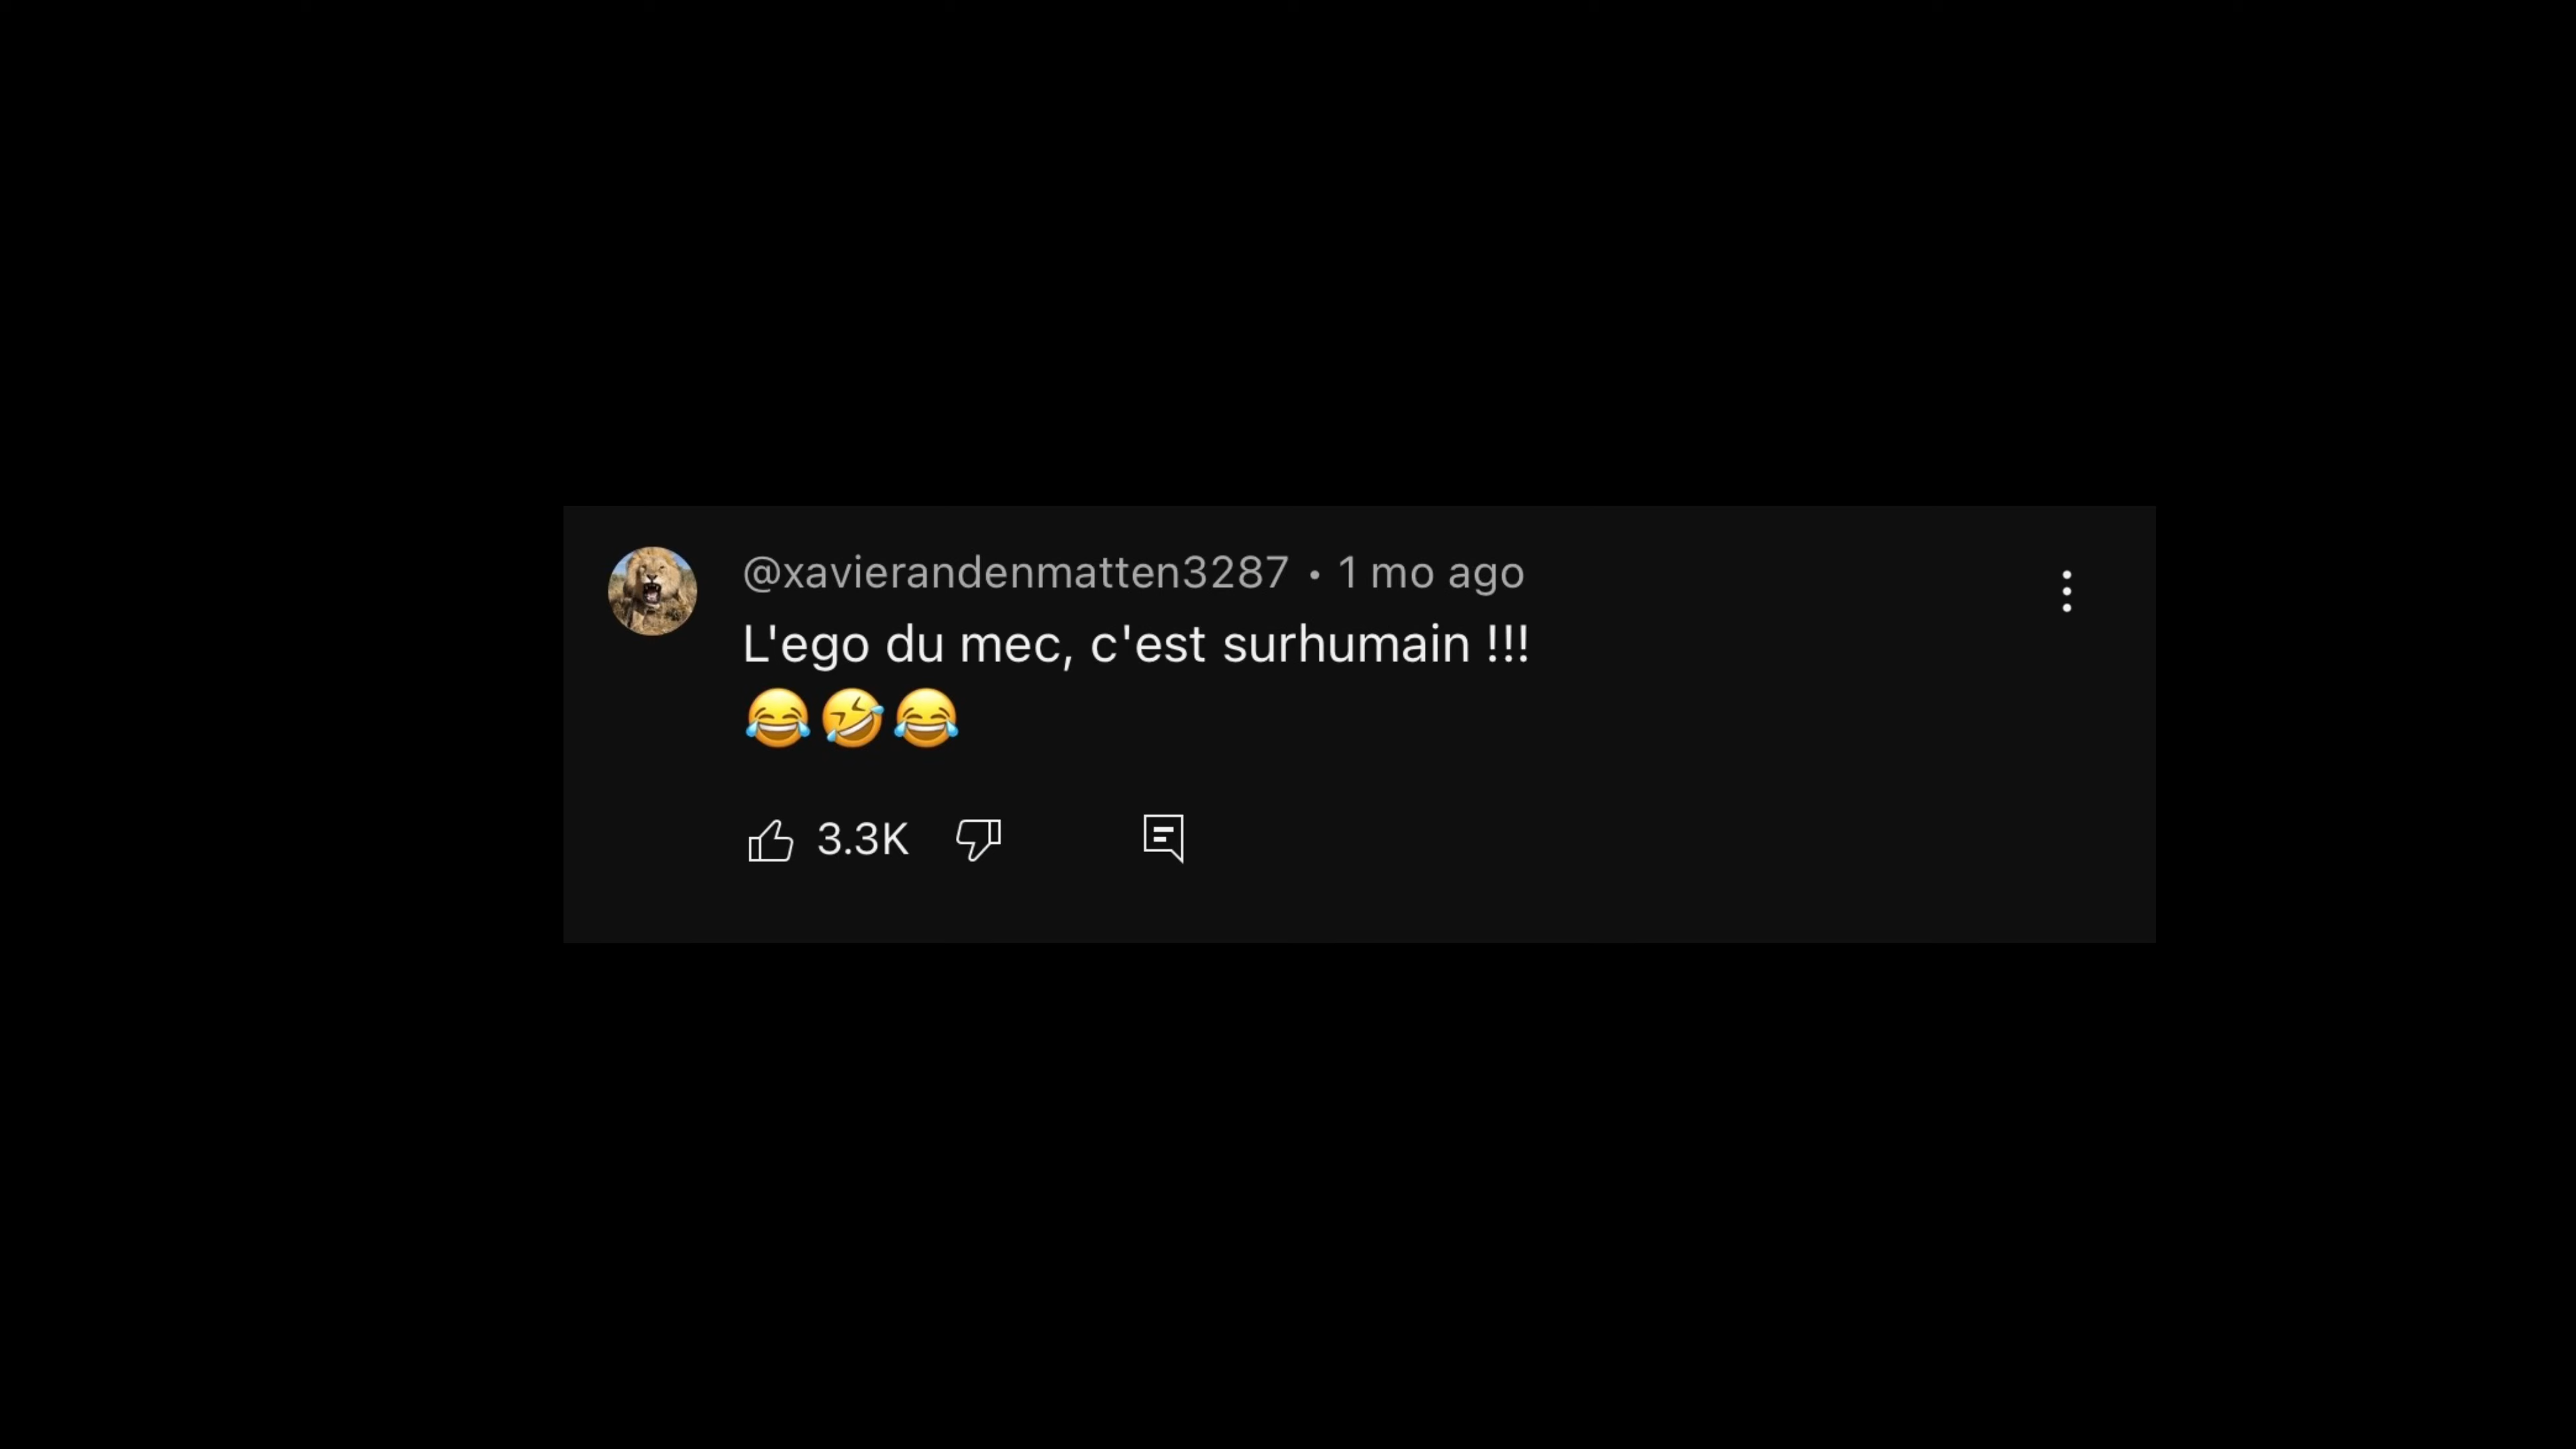 @xavierandenmatten3287 • 1 mo ago
L'ego du mec, c'est surhumain !!!
😂🤣😂
3.3K